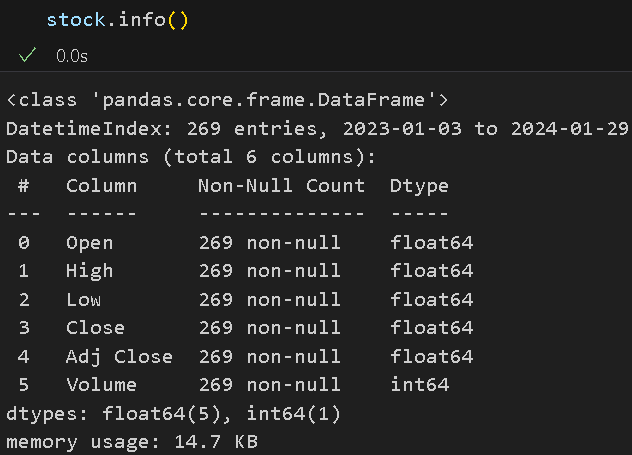 stock.info()
0.0s
<class 'pandas.core.frame.DataFrame'>
DatetimeIndex: 269 entries, 2023-01-03 to 2024-01-29
Data columns (total 6 columns):
 #   Column     Non-Null Count  Dtype
---  ------     --------------  -----
 0   Open       269 non-null    float64
 1   High       269 non-null    float64
 2   Low        269 non-null    float64
 3   Close      269 non-null    float64
 4   Adj Close  269 non-null    float64
 5   Volume     269 non-null    int64
dtypes: float64(5), int64(1)
memory usage: 14.7 KB